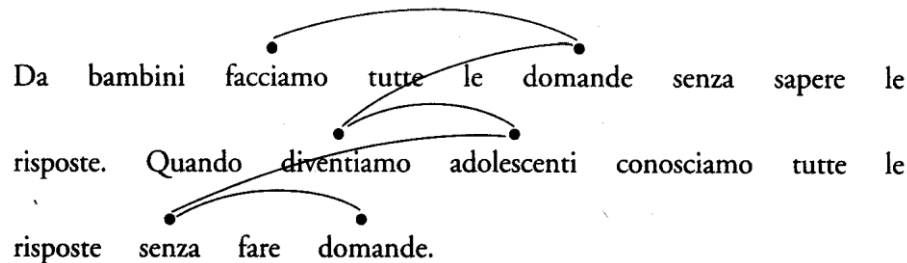 Da bambini facciamo tutte le domande senza sapere le
risposte. Quando diventiamo adolescenti conosciamo tutte le
risposte senza fare domande.